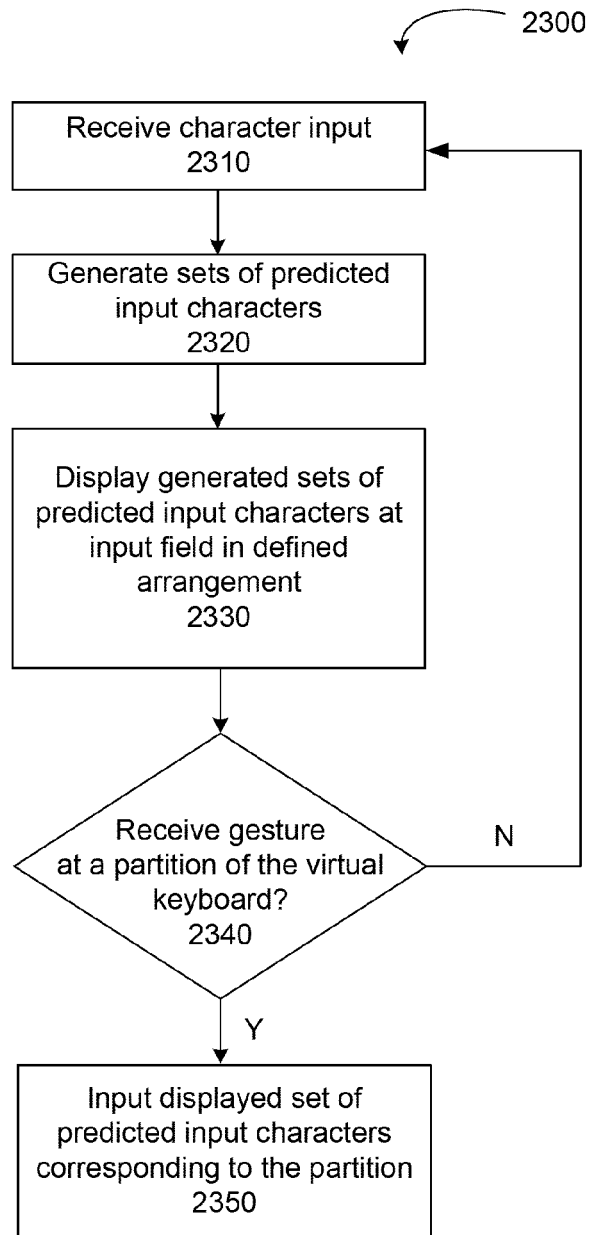 2300
Receive character input
2310
Generate sets of predicted
input characters
2320
Display generated sets of
predicted input characters at
input field in defined
arrangement
2330
Receive gesture
at a partition of the virtual
keyboard?
2340
N
Y
Input displayed set of
predicted input characters
corresponding to the partition
2350